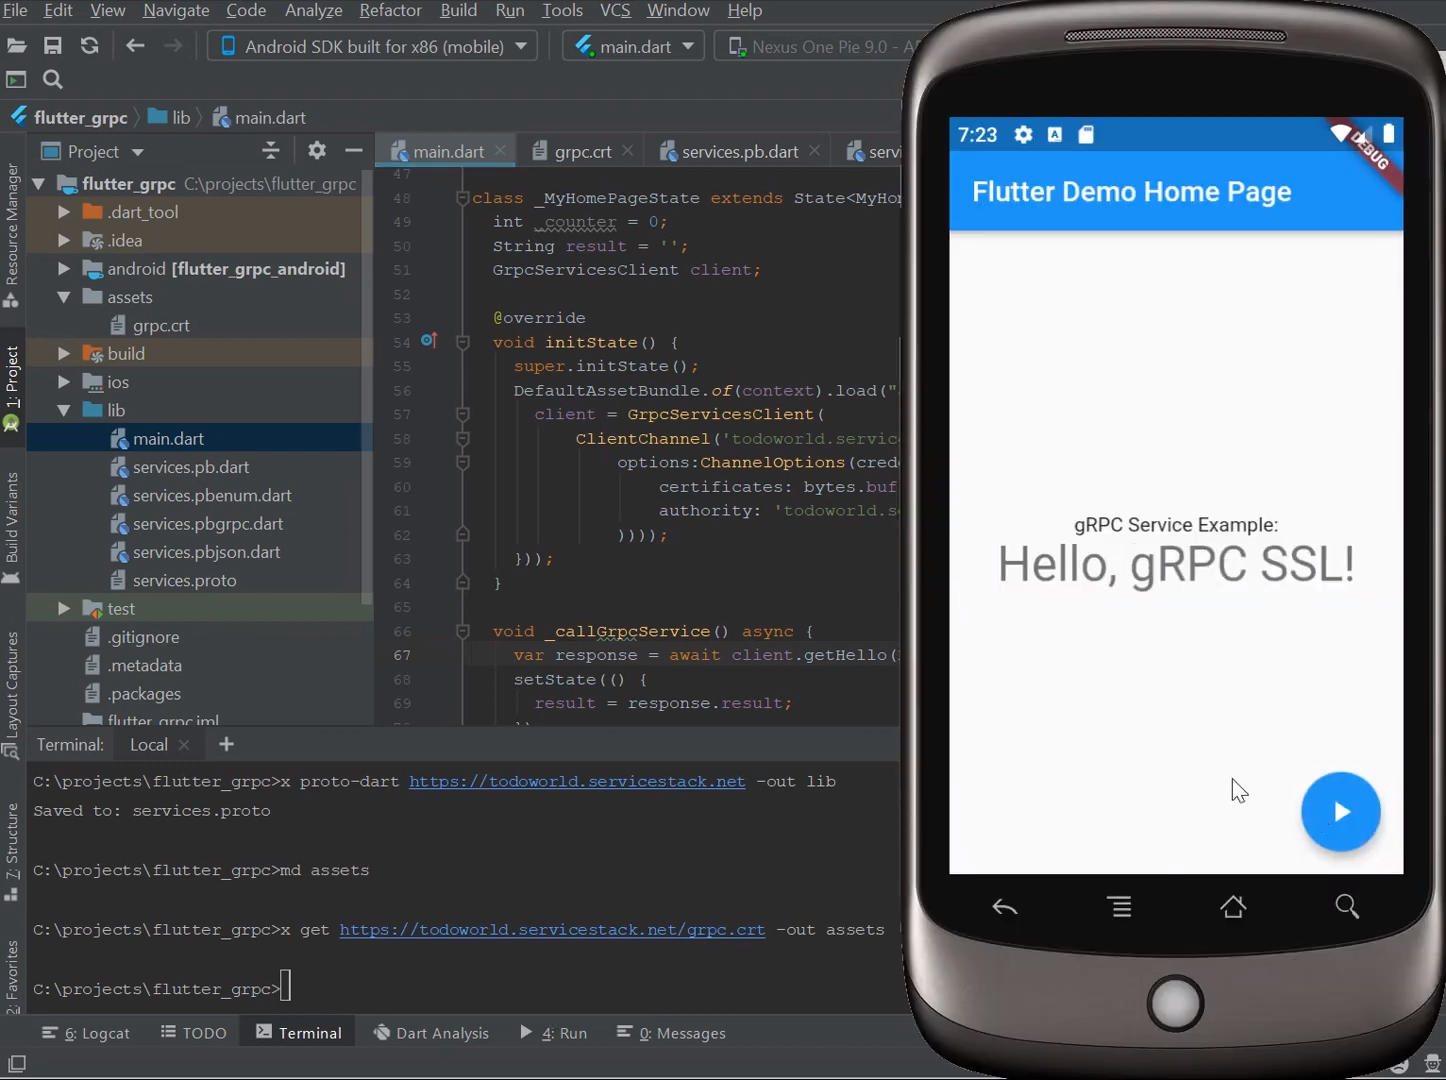 File Edit View Navigate Code Analyze Refactor Build Run Tools VCS Window Help
Android SDK built for x86 (mobile)
main.dart
Nexus One Pie 9.0 -
flutter_grpc
lib
main.dart
Project
flutter_grpc C:\projects\flutter_grpc
.dart_tool
.idea
android [flutter_grpc_android]
assets
grpc.crt
build
ios
lib
main.dart
services.pb.dart
services.pbenum.dart
services.pbgrpc.dart
services.pbjson.dart
services.proto
test
.gitignore
.metadata
.packages
flutter_grpc.iml
Resource Manager
1: Project
Build Variants
Layout Captures
7: Structure
2: Favorites
main.dart
grpc.crt
services.pb.dart
serv
47
48 class _MyHomePageState extends State<MyHom
49 int _counter = 0;
50 String result = '';
51 GrpcServicesClient client;
52
53 @override
54 void initState() {
55 super.initState();
56 DefaultAssetBundle.of(context).load("
57 client = GrpcServicesClient(
58 ClientChannel('todoworld.servic
59 options:ChannelOptions(cred
60 certificates: bytes.buf
61 authority: 'todoworld.s
62 ))));
63 }));
64 }
65
66 void _callGrpcService() async {
67 var response = await client.getHello(
68 setState(() {
69 result = response.result;
Terminal: Local
C:\projects\flutter_grpc>x proto-dart https://todoworld.servicestack.net -out lib
Saved to: services.proto
C:\projects\flutter_grpc>md assets
C:\projects\flutter_grpc>x get https://todoworld.servicestack.net/grpc.crt -out assets
C:\projects\flutter_grpc>
6: Logcat
TODO
Terminal
Dart Analysis
4: Run
0: Messages
7:23
DEBUG
Flutter Demo Home Page
gRPC Service Example:
Hello, gRPC SSL!